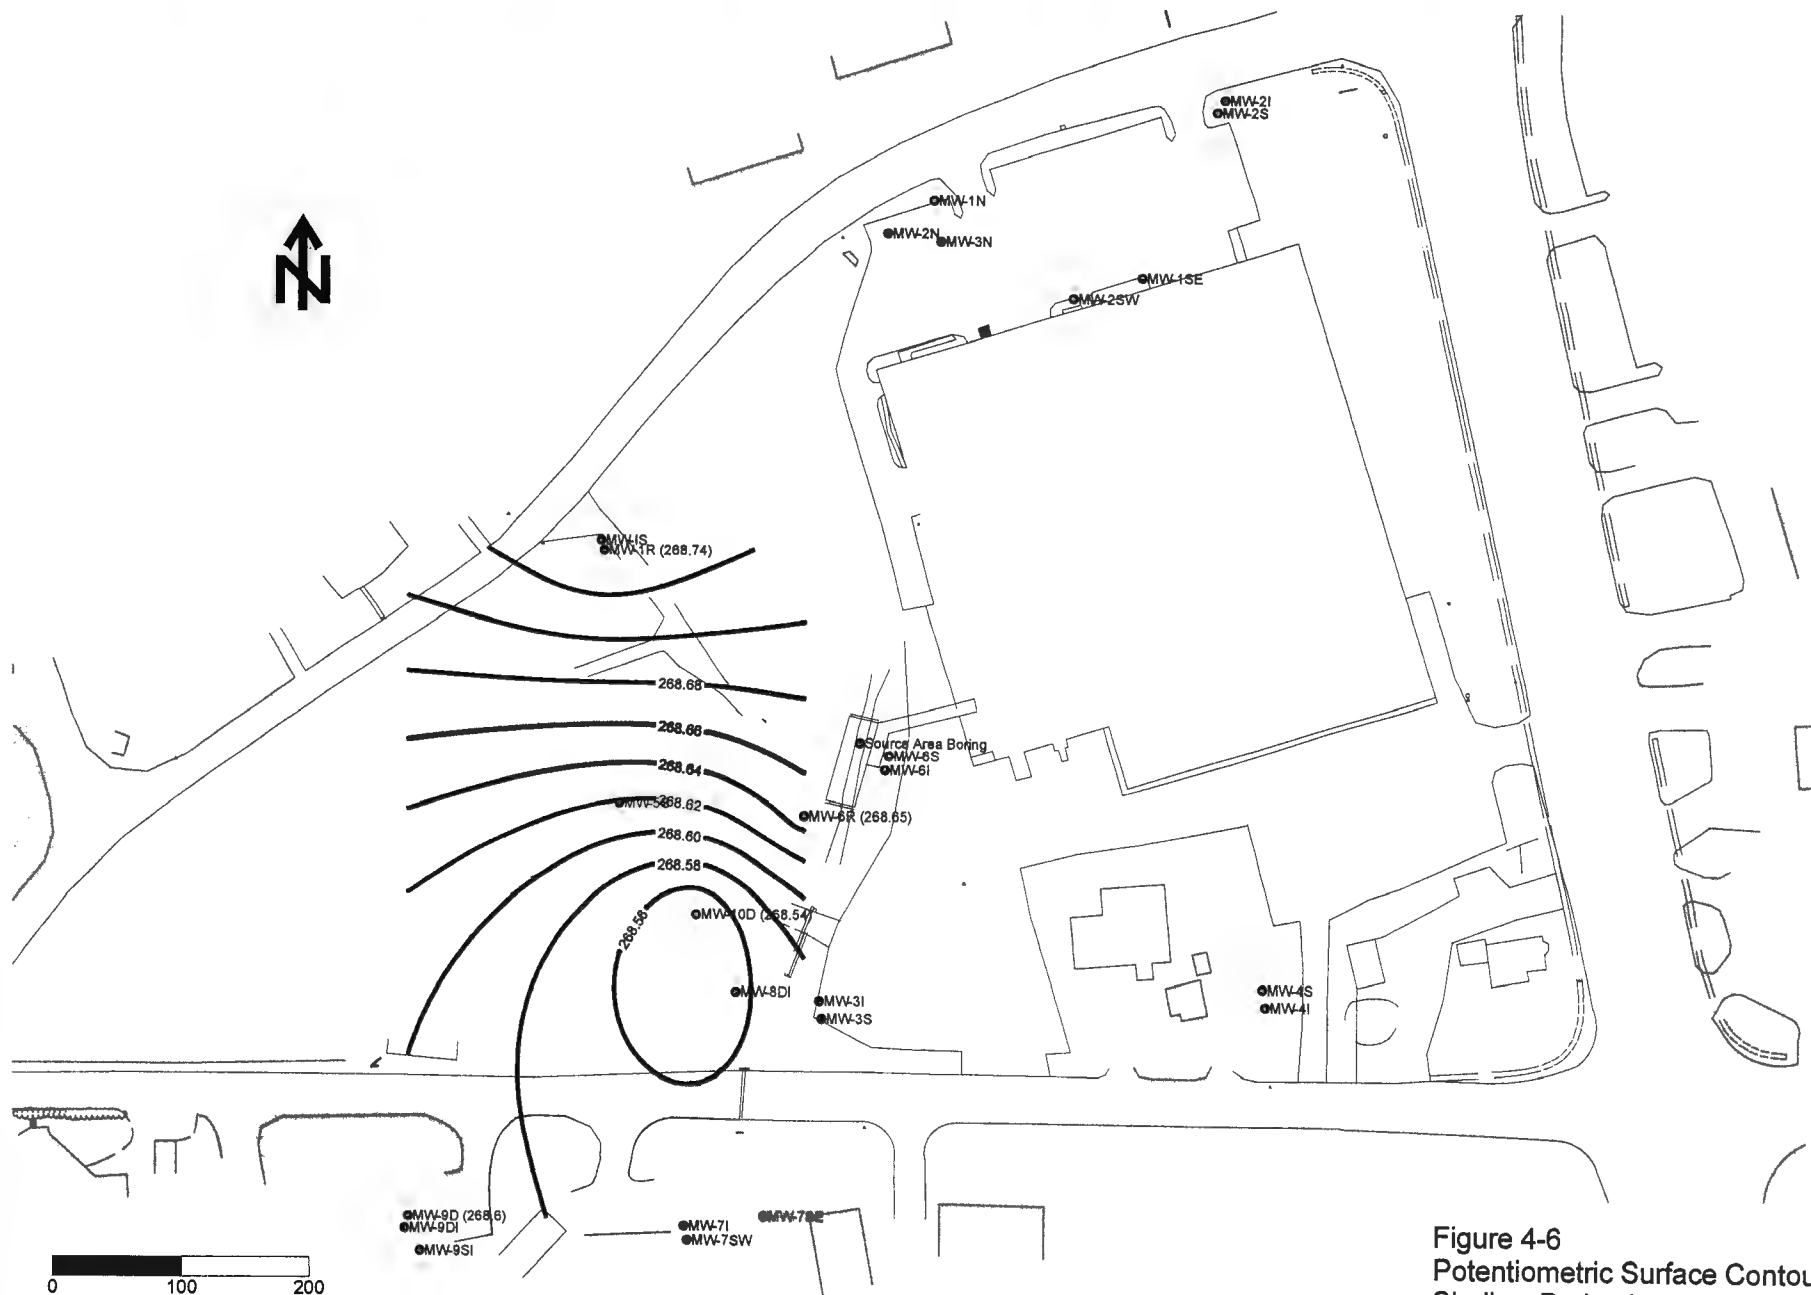 MW-2I
MW-2S
MW-1N
MW-2N
MW-3N
N
MW-1SE
MW-2SW
MW-IS
MW-1R (268.74)
268.68
268.66
268.64
268.62
268.60
268.58
268.56
Source Area Boring
MW-6S
MW-6I
MW-6R (268.65)
MW-10D (268.54)
MW-8DI
MW-3I
MW-3S
MW-4S
MW-4I
MW-9D (268.6)
MW-9DI
MW-9SI
MW-7I
MW-7SW
0 100 200
Figure 4-6
Potentiometric Surface Contou